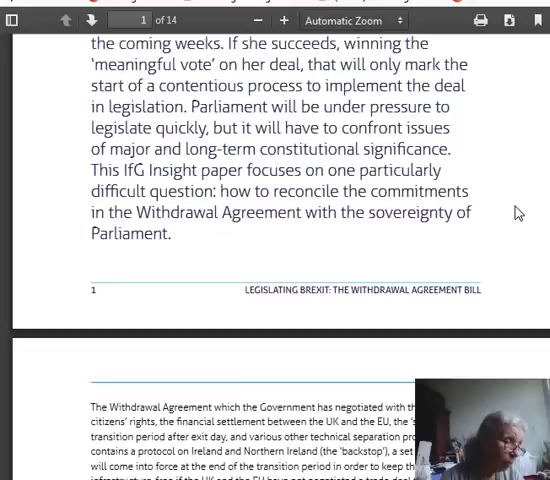 1 of 14
Automatic Zoom
the coming weeks. If she succeeds, winning the
‘meaningful vote’ on her deal, that will only mark the
start of a contentious process to implement the deal
in legislation. Parliament will be under pressure to
legislate quickly, but it will have to confront issues
of major and long-term constitutional significance.
This IfG Insight paper focuses on one particularly
difficult question: how to reconcile the commitments
in the Withdrawal Agreement with the sovereignty of
Parliament.
1 LEGISLATING BREXIT: THE WITHDRAWAL AGREEMENT BILL
The Withdrawal Agreement which the Government has negotiated with
citizens’ rights, the financial settlement between the UK and the EU, the
transition period after exit day, and various other technical separation
contains a protocol on Ireland and Northern Ireland (the ‘backstop’), a set
will come into force at the end of the transition period in order to keep